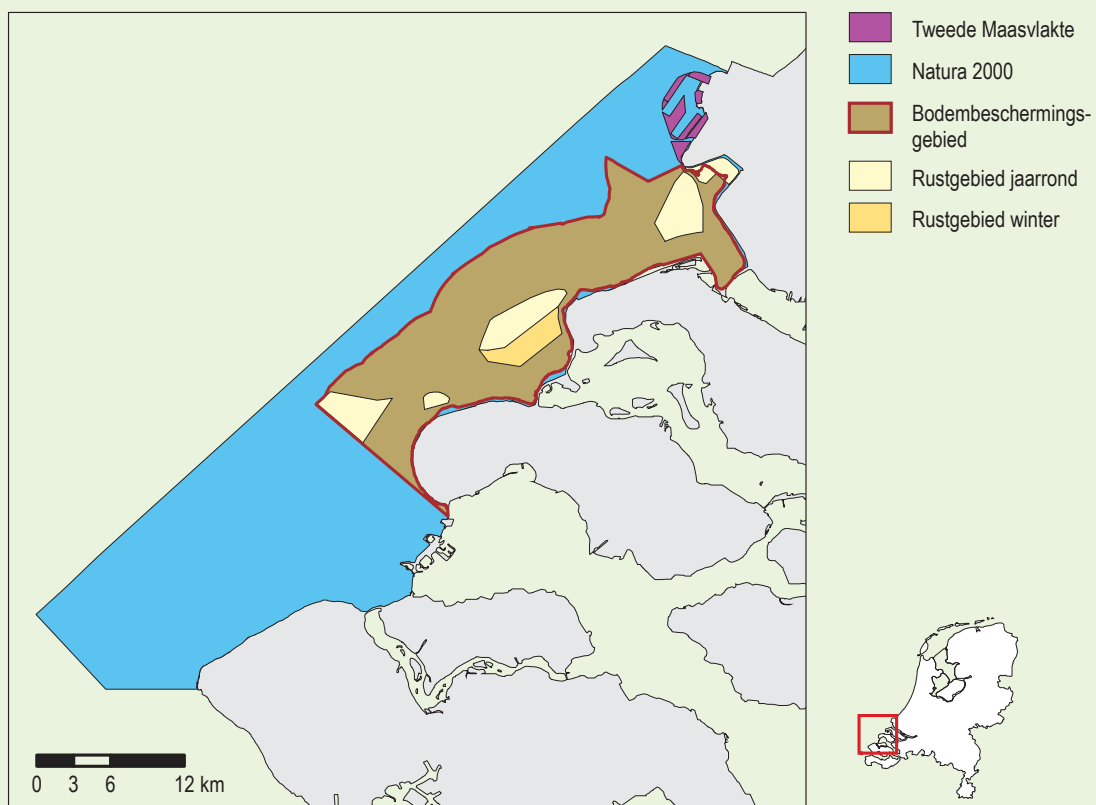 Tweede Maasvlakte
Natura 2000
Bodembeschermings-
gebied
Rustgebied jaarrond
Rustgebied winter
0 3 6 12 km